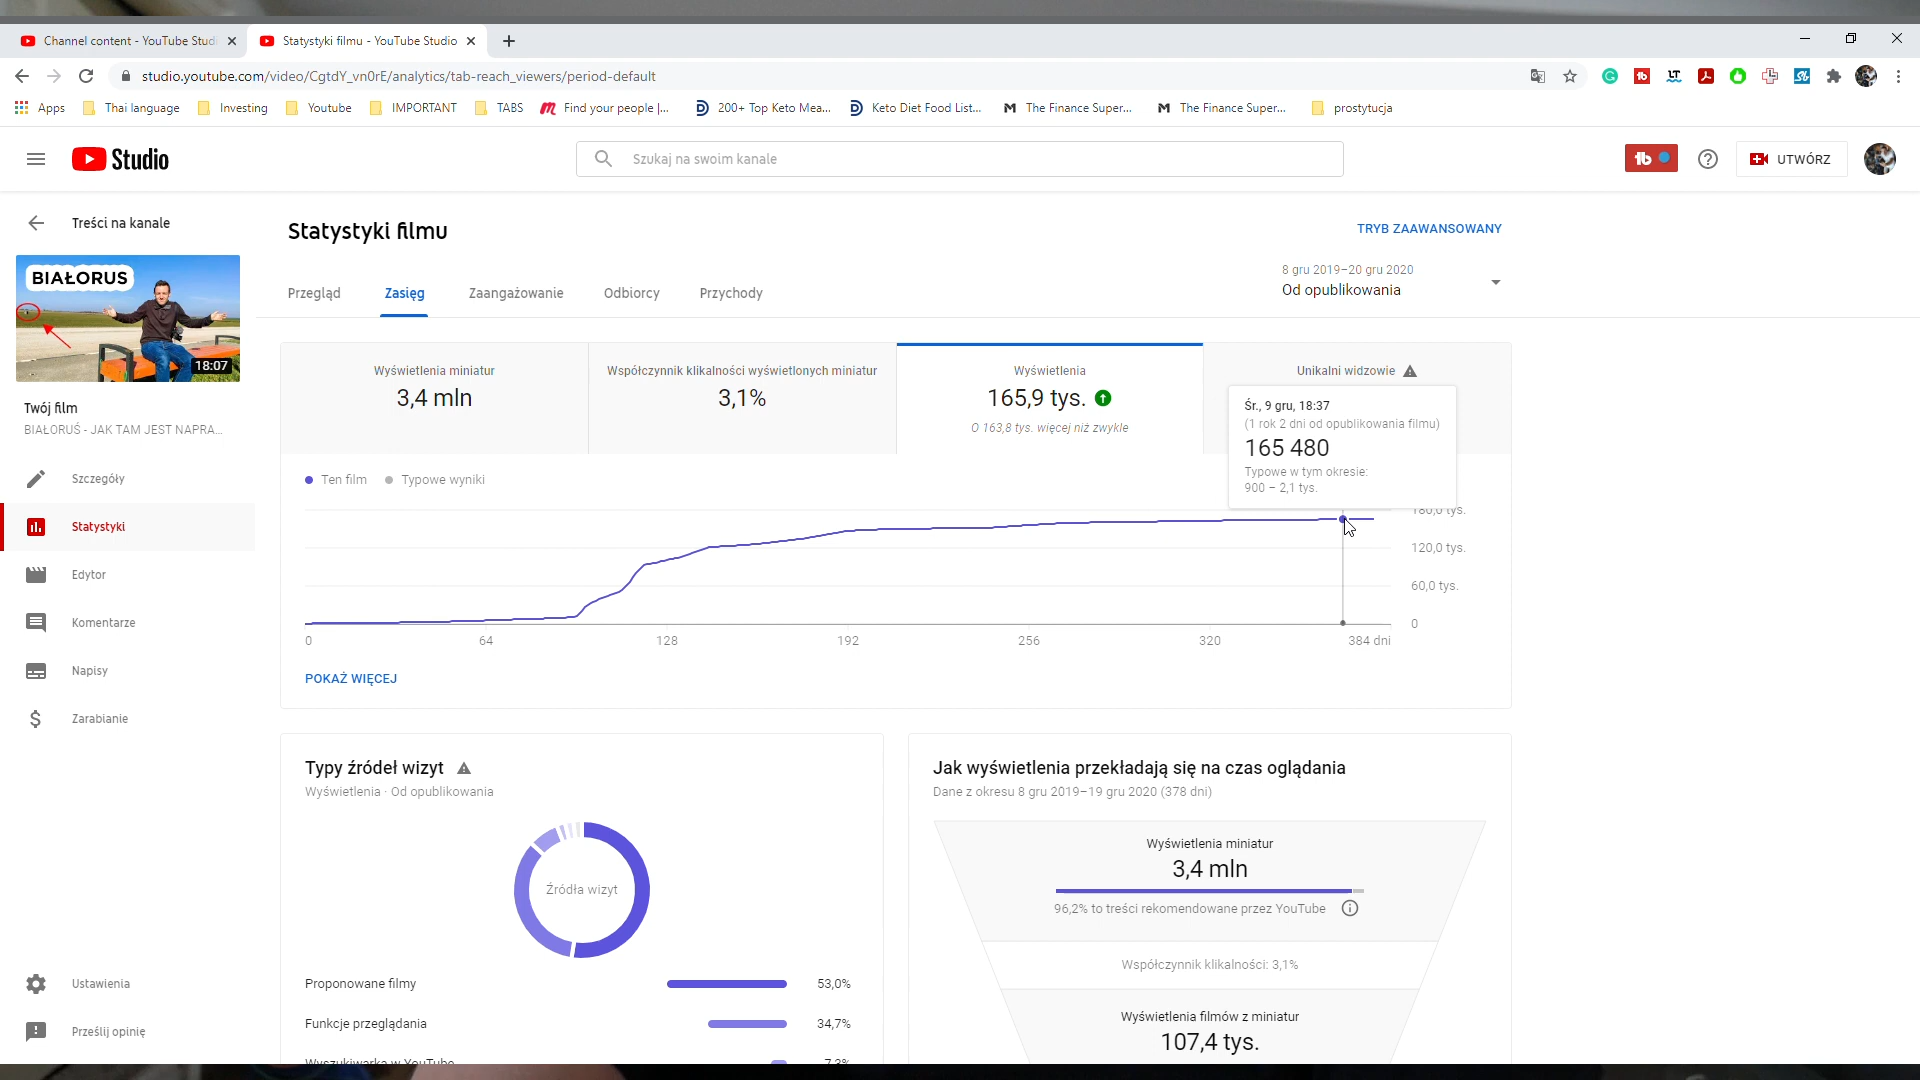 Channel content - YouTube Studi
Statystyki filmu - YouTube Studio
studio.youtube.com/video/CgtdY_vn0rE/analytics/tab-reach_viewers/period-default
Apps
Thai language
Investing
Youtube
IMPORTANT
TABS
Find your people |...
200+ Top Keto Mea...
Keto Diet Food List...
The Finance Super...
The Finance Super...
prostytucja
Studio
Szukaj na swoim kanale
UTWÓRZ
Treści na kanale
BIAŁORUS
18:07
Twój film
BIAŁORUŚ - JAK TAM JEST NAPRA...
Szczegóły
Statystyki
Edytor
Komentarze
Napisy
Zarabianie
Ustawienia
Prześlij opinię
Statystyki filmu
TRYB ZAAWANSOWANY
Przegląd
Zasięg
Zaangażowanie
Odbiorcy
Przychody
8 gru 2019–20 gru 2020
Od opublikowania
Wyświetlenia miniatur
3,4 mln
Współczynnik klikalności wyświetlonych miniatur
3,1%
Wyświetlenia
165,9 tys.
O 163,8 tys. więcej niż zwykle
Unikalni widzowie
Śr., 9 gru, 18:37
(1 rok 2 dni od opublikowania filmu)
165 480
Typowe w tym okresie:
900 – 2,1 tys.
Ten film
Typowe wyniki
180,0 tys.
120,0 tys.
60,0 tys.
0
0
64
128
192
256
320
384 dni
POKAŻ WIĘCEJ
Typy źródeł wizyt
Wyświetlenia · Od opublikowania
Źródła wizyt
Proponowane filmy
53,0%
Funkcje przeglądania
34,7%
Wyszukiwarka w YouTube
7,3%
Jak wyświetlenia przekładają się na czas oglądania
Dane z okresu 8 gru 2019–19 gru 2020 (378 dni)
Wyświetlenia miniatur
3,4 mln
96,2% to treści rekomendowane przez YouTube
Współczynnik klikalności: 3,1%
Wyświetlenia filmów z miniatur
107,4 tys.